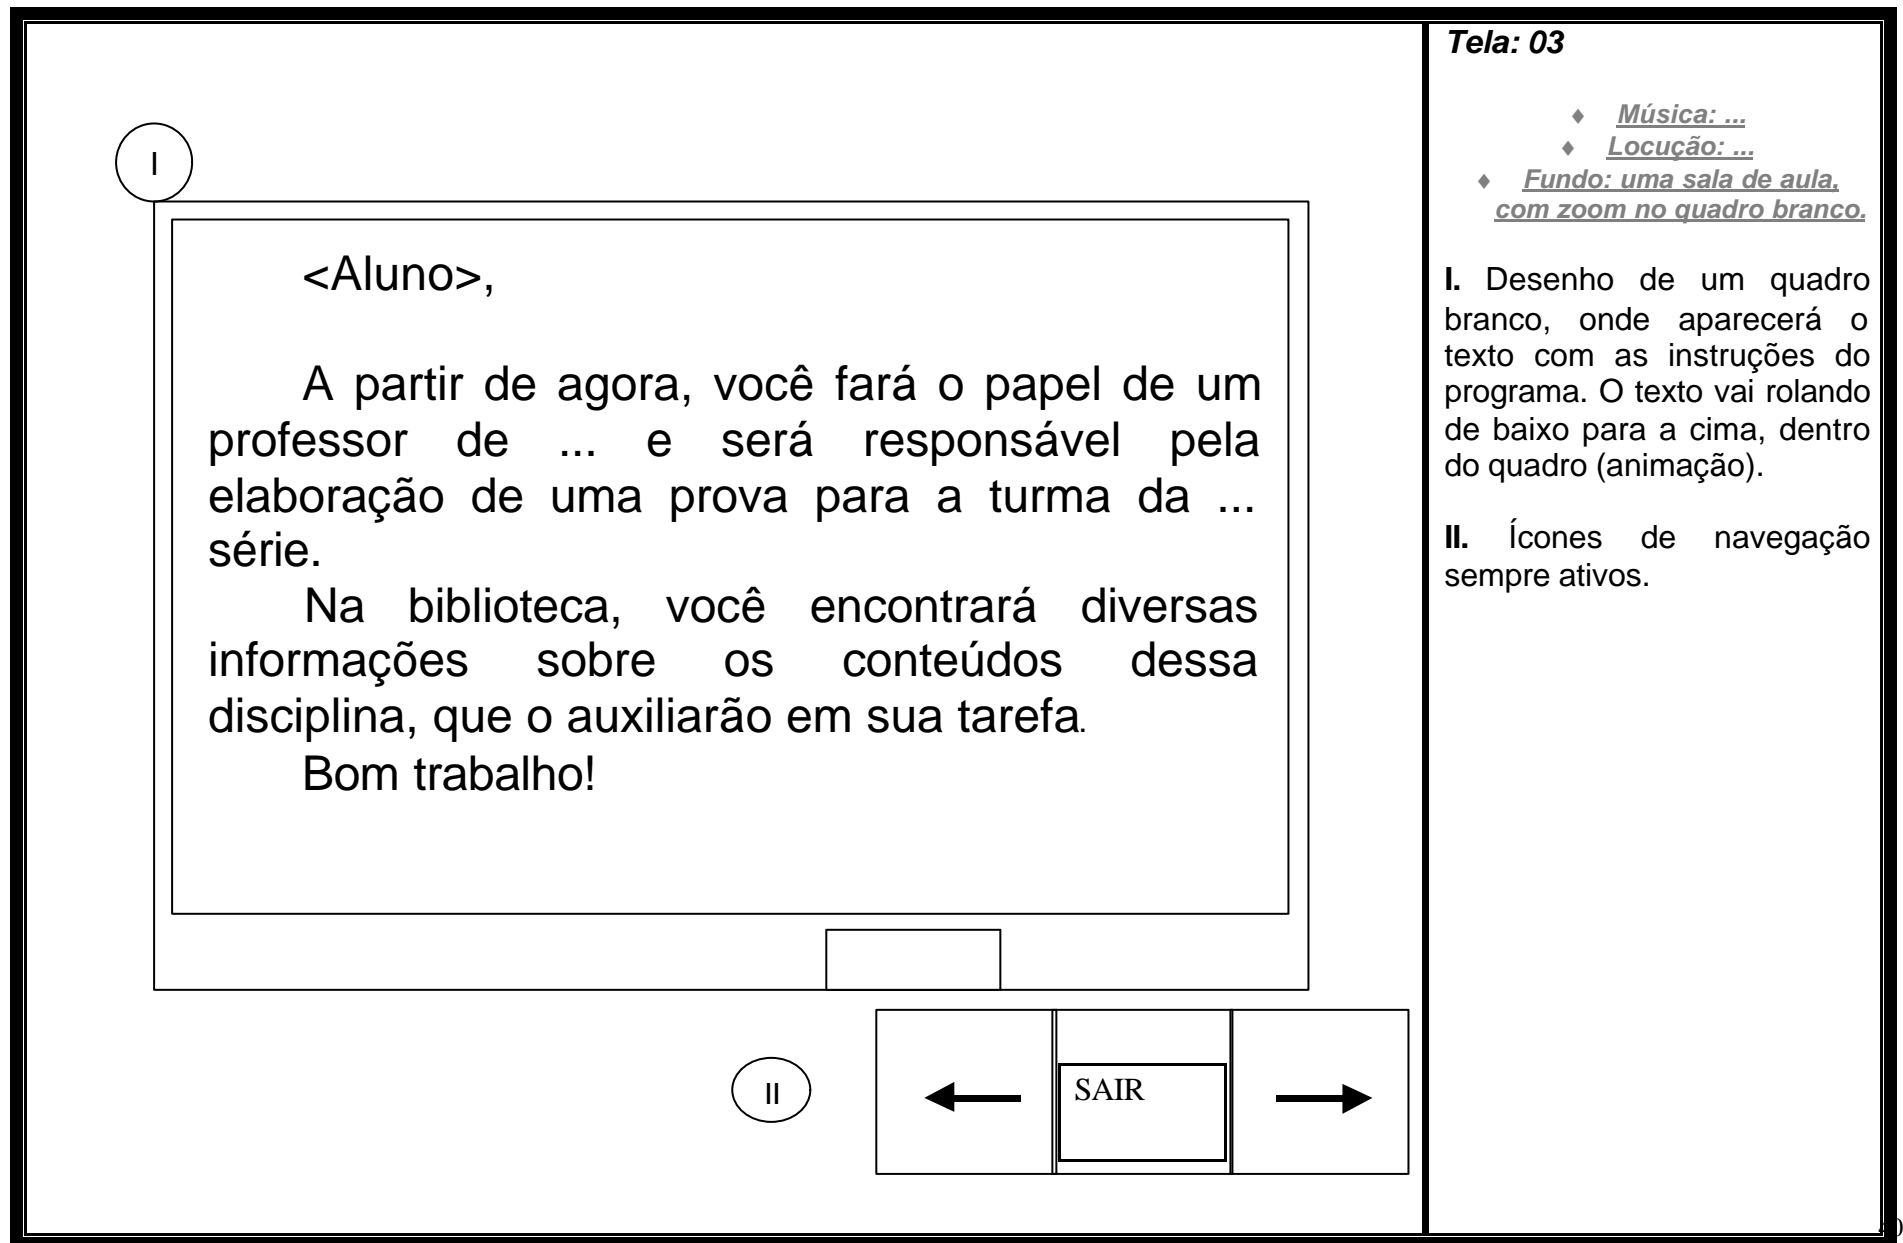 I
<Aluno>,
A partir de agora, você fará o papel de um
professor de ... e será responsável pela
elaboração de uma prova para a turma da ...
série.
Na biblioteca, você encontrará diversas
informações sobre os conteúdos dessa
disciplina, que o auxiliarão em sua tarefa.
Bom trabalho!
II
SAIR
Tela: 03
♦ Música: ...
♦ Locução: ...
♦ Fundo: uma sala de aula,
com zoom no quadro branco.
I. Desenho de um quadro
branco, onde aparecerá o
texto com as instruções do
programa. O texto vai rolando
de baixo para a cima, dentro
do quadro (animação).
II. Ícones de navegação
sempre ativos.